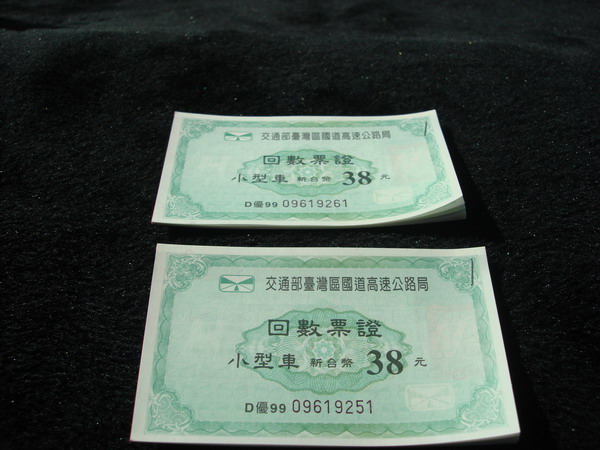 交通部臺灣區國道高速公路局
回數票證
小型車 新台幣 38 元
D優99 09619261
交通部臺灣區國道高速公路局
回數票證
小型車 新台幣 38 元
D優99 09619251